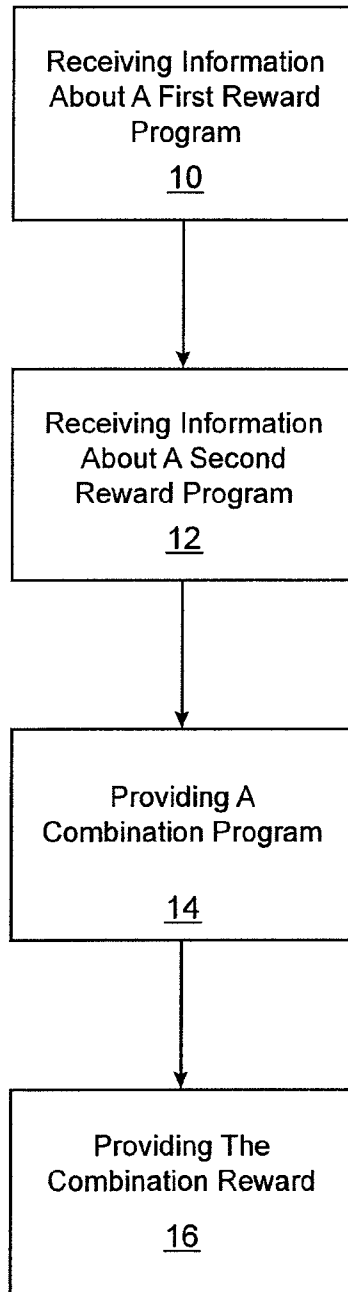 Receiving Information
About A First Reward
Program
10
Receiving Information
About A Second
Reward Program
12
Providing A
Combination Program
14
Providing The
Combination Reward
16